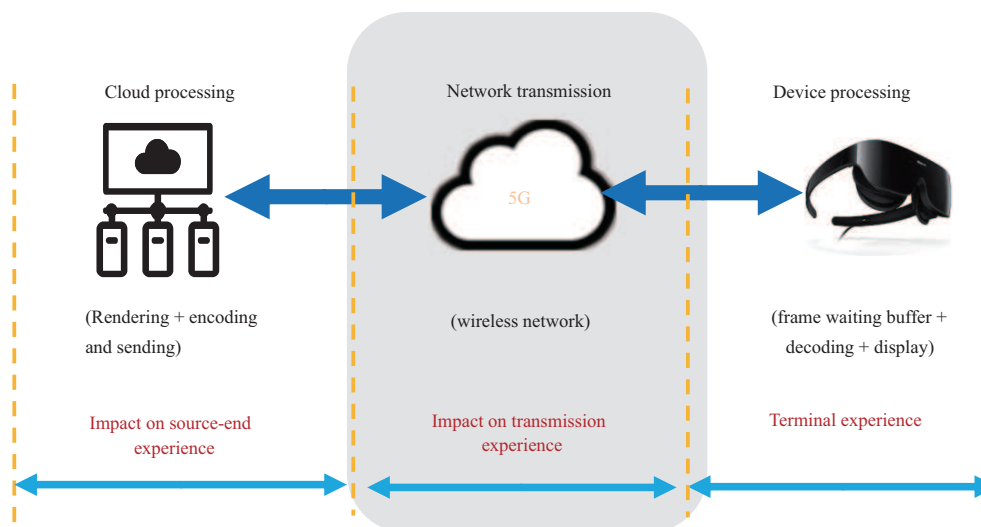 Cloud processing
Network transmission
Device processing
5G
(Rendering + encoding
and sending)
(wireless network)
(frame waiting buffer +
decoding + display)
Impact on source-end
experience
Impact on transmission
experience
Terminal experience